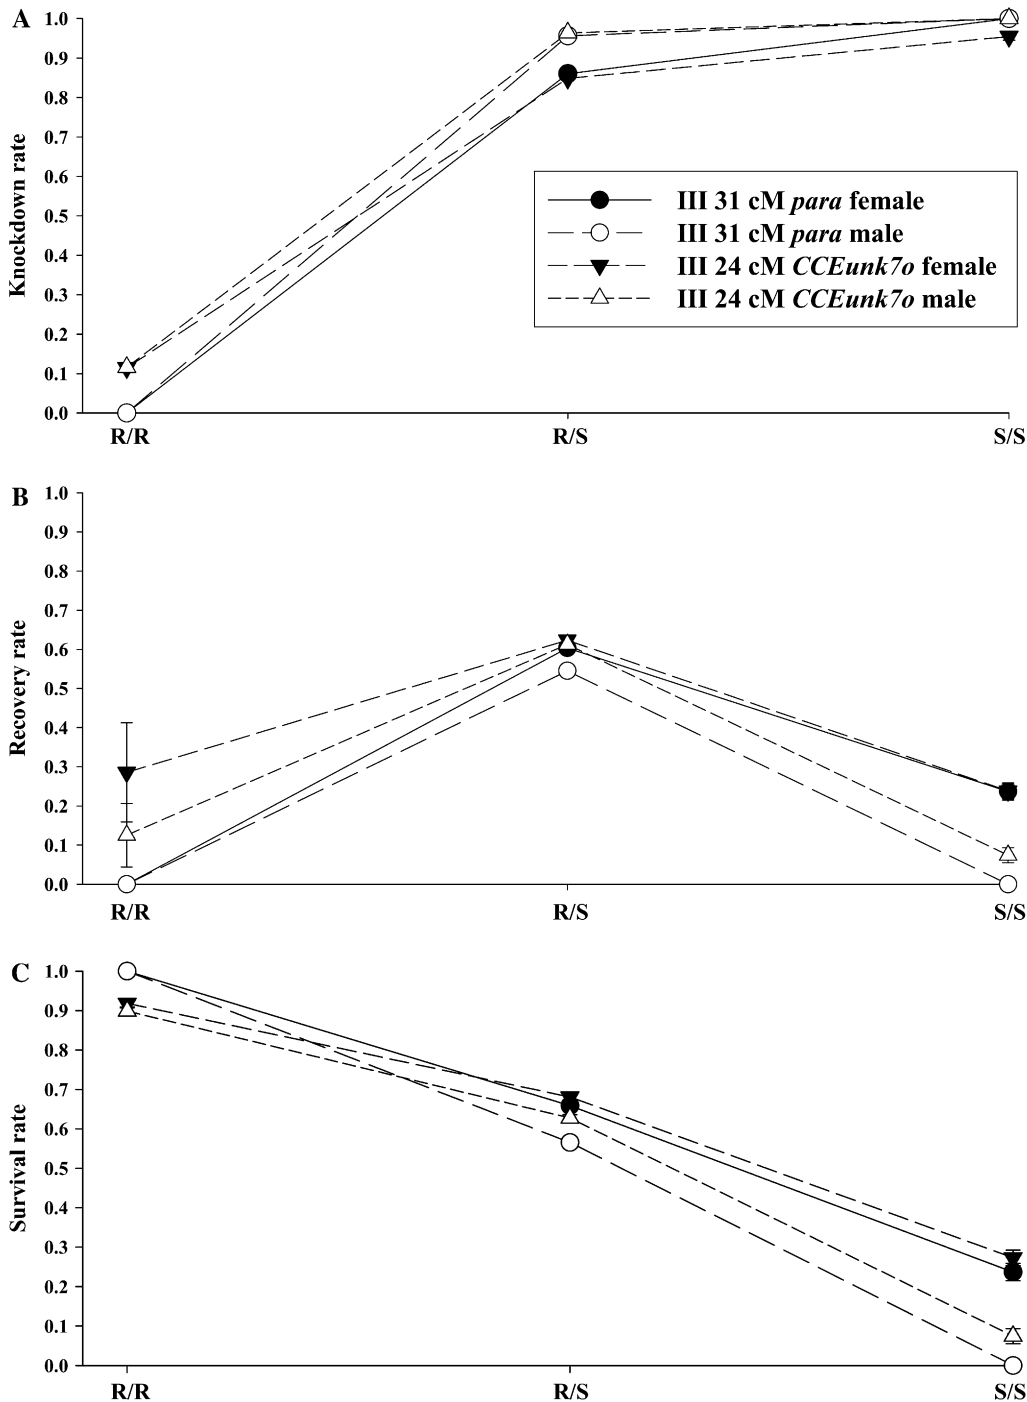 A
1.0
0.9
0.8
0.7
0.6
0.5
0.4
0.3
0.2
0.1
0.0
Knockdown rate
III 31 cM para female
III 31 cM para male
III 24 cM CCEunk7o female
III 24 cM CCEunk7o male
R/R R/S S/S
B
1.0
0.9
0.8
0.7
0.6
0.5
0.4
0.3
0.2
0.1
0.0
Recovery rate
R/R R/S S/S
C
1.0
0.9
0.8
0.7
0.6
0.5
0.4
0.3
0.2
0.1
0.0
Survival rate
R/R R/S S/S